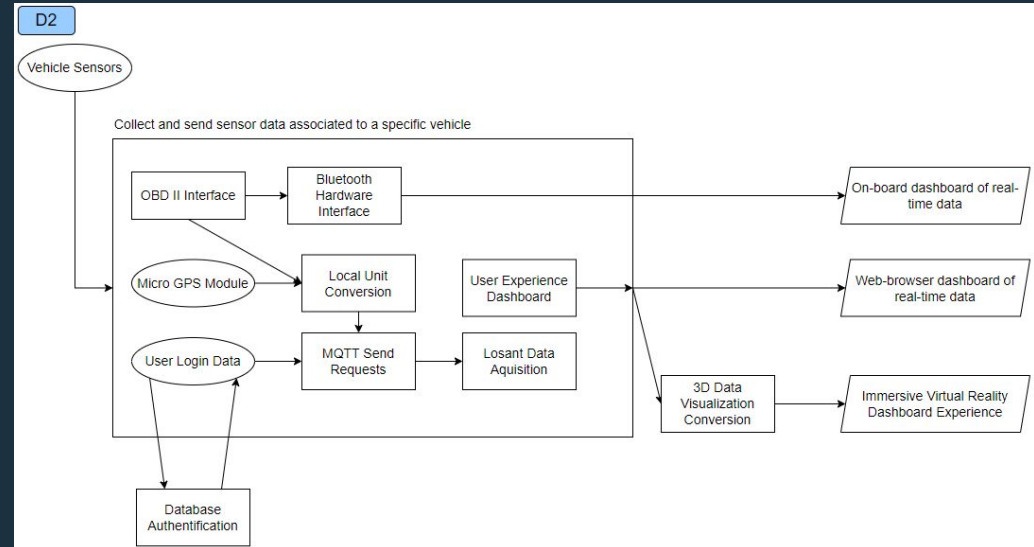 D2
Vehicle Sensors
Collect and send sensor data associated to a specific vehicle
OBD II Interface
Bluetooth
Hardware
Interface
On-board dashboard of real-
time data
Micro GPS Module
Local Unit
Conversion
User Experience
Dashboard
Web-browser dashboard of
real-time data
User Login Data
MQTT Send
Requests
Losant Data
Aquisition
3D Data
Visualization
Conversion
Immersive Virtual Reality
Dashboard Experience
Database
Authentification